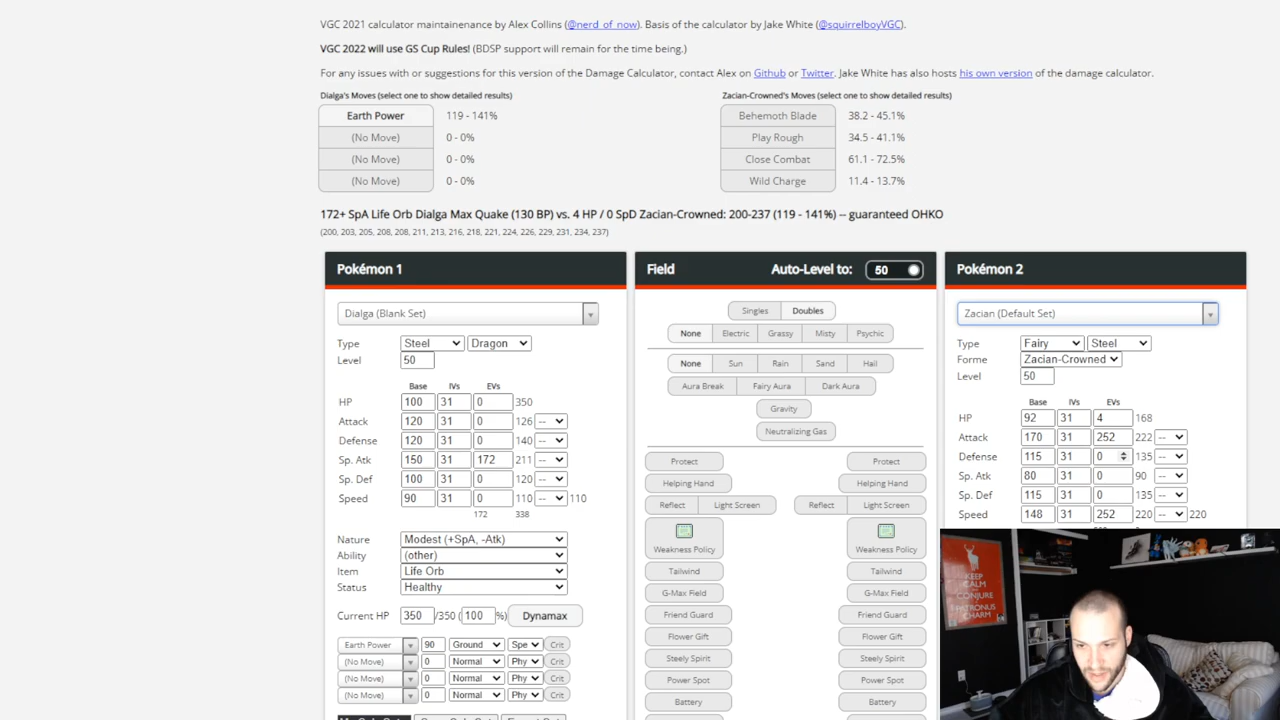 VGC 2021 calculator maintainenance by Alex Collins (@nerd_of_now). Basis of the calculator by Jake White (@squirrelboyVGC).
VGC 2022 will use GS Cup Rules! (BDSP support will remain for the time being.)
For any issues with or suggestions for this version of the Damage Calculator, contact Alex on Github or Twitter. Jake White has also hosts his own version of the damage calculator.
Dialga's Moves (select one to show detailed results)
Earth Power 119 - 141%
(No Move) 0 - 0%
(No Move) 0 - 0%
(No Move) 0 - 0%
Zacian-Crowned's Moves (select one to show detailed results)
Behemoth Blade 38.2 - 45.1%
Play Rough 34.5 - 41.1%
Close Combat 61.1 - 72.5%
Wild Charge 11.4 - 13.7%
172+ SpA Life Orb Dialga Max Quake (130 BP) vs. 4 HP / 0 SpD Zacian-Crowned: 200-237 (119 - 141%) -- guaranteed OHKO
(200, 203, 205, 208, 208, 211, 213, 216, 218, 221, 224, 226, 229, 231, 234, 237)
Pokémon 1
Dialga (Blank Set)
Type Steel Dragon
Level 50
Base IVs EVs
HP 100 31 0 350
Attack 120 31 0 126 --
Defense 120 31 0 140 --
Sp. Atk 150 31 172 211 --
Sp. Def 100 31 0 120 --
Speed 90 31 0 110 -- 110
172 338
Nature Modest (+SpA, -Atk)
Ability (other)
Item Life Orb
Status Healthy
Current HP 350 /350 (100 %) Dynamax
Earth Power 90 Ground Spe Crit
(No Move) 0 Normal Phy Crit
(No Move) 0 Normal Phy Crit
(No Move) 0 Normal Phy Crit
Field Auto-Level to: 50
Singles Doubles
None Electric Grassy Misty Psychic
None Sun Rain Sand Hail
Aura Break Fairy Aura Dark Aura
Gravity
Neutralizing Gas
Protect Protect
Helping Hand Helping Hand
Reflect Light Screen Reflect Light Screen
Weakness Policy Weakness Policy
Tailwind Tailwind
G-Max Field G-Max Field
Friend Guard Friend Guard
Flower Gift Flower Gift
Steely Spirit Steely Spirit
Power Spot Power Spot
Battery Battery
Pokémon 2
Zacian (Default Set)
Type Fairy Steel
Forme Zacian-Crowned
Level 50
Base IVs EVs
HP 92 31 4 168
Attack 170 31 252 222 --
Defense 115 31 0 135 --
Sp. Atk 80 31 0 90 --
Sp. Def 115 31 0 135 --
Speed 148 31 252 220 -- 220
KEEP
CALM
CONJURE
PATRONUS
CHARM